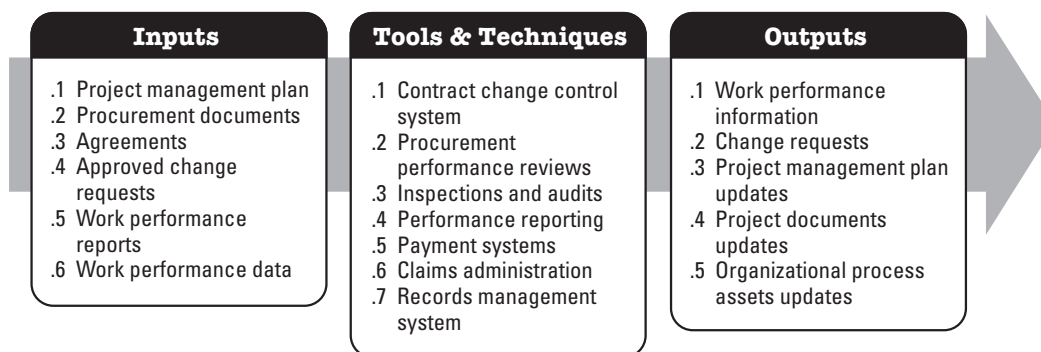 Inputs
.1 Project management plan
.2 Procurement documents
.3 Agreements
.4 Approved change
requests
.5 Work performance
reports
.6 Work performance data
Tools & Techniques
.1 Contract change control
system
.2 Procurement
performance reviews
.3 Inspections and audits
.4 Performance reporting
.5 Payment systems
.6 Claims administration
.7 Records management
system
Outputs
.1 Work performance
information
.2 Change requests
.3 Project management plan
updates
.4 Project documents
updates
.5 Organizational process
assets updates